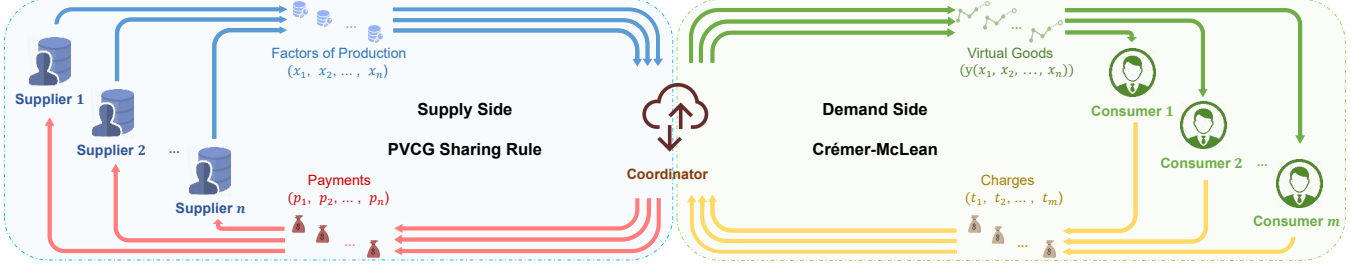 Factors of Production
(x₁, x₂, ... , xₙ)
Supplier 1
Supplier 2
...
Supplier n
Supply Side
PVCG Sharing Rule
Payments
(p₁, p₂, ... , pₙ)
...
Coordinator
Virtual Goods
(y(x₁, x₂, ..., xₙ))
...
Demand Side
Crémer-McLean
Charges
(t₁, t₂, ... , tₘ)
...
Consumer 1
Consumer 2
...
Consumer m